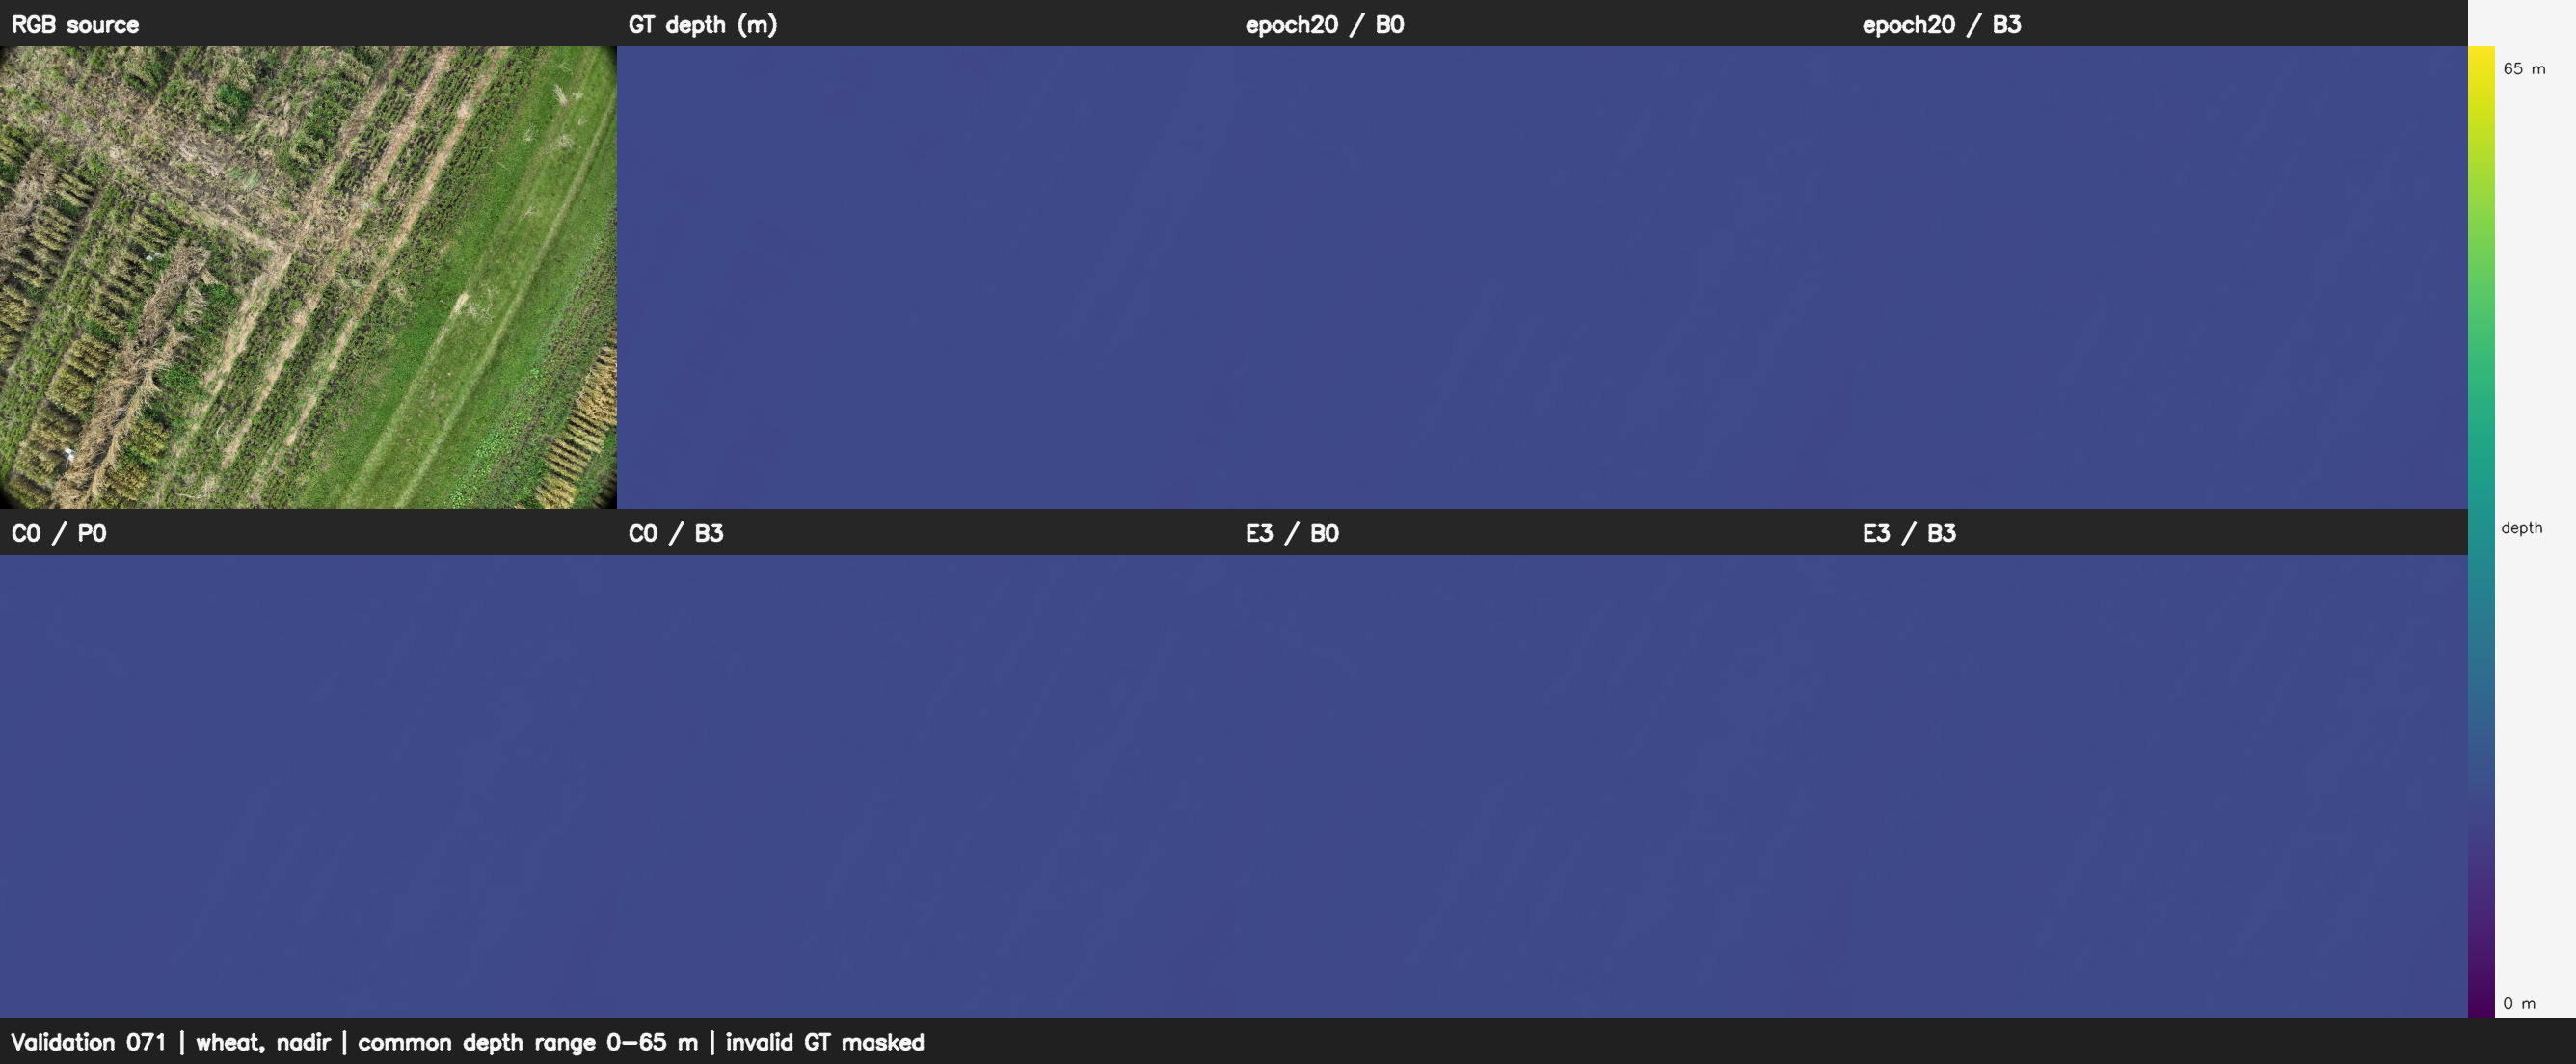 RGB source
GT depth (m)
epoch20 / B0
epoch20 / B3
65 m
C0 / P0
C0 / B3
E3 / B0
E3 / B3
depth
0 m
Validation 071 | wheat, nadir | common depth range 0–65 m | invalid GT masked